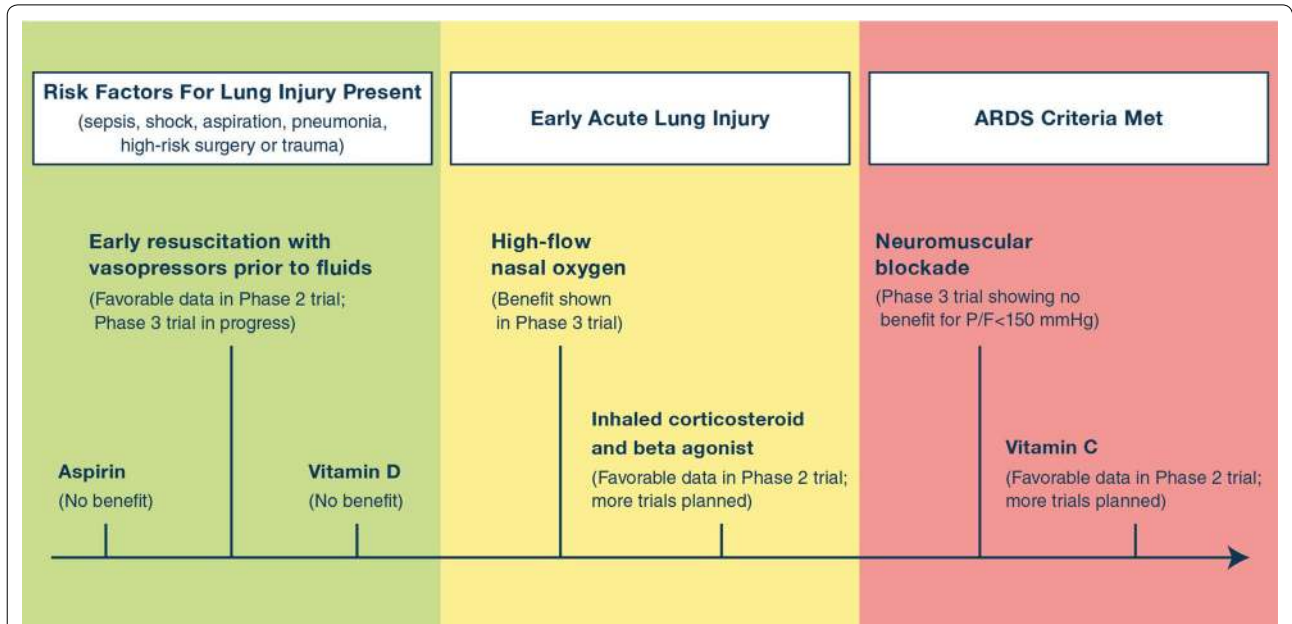 Risk Factors For Lung Injury Present
(sepsis, shock, aspiration, pneumonia,
high-risk surgery or trauma)
Early Acute Lung Injury
ARDS Criteria Met
Early resuscitation with
vasopressors prior to fluids
(Favorable data in Phase 2 trial;
Phase 3 trial in progress)
High-flow
nasal oxygen
(Benefit shown
in Phase 3 trial)
Neuromuscular
blockade
(Phase 3 trial showing no
benefit for P/F<150 mmHg)
Aspirin
(No benefit)
Vitamin D
(No benefit)
Inhaled corticosteroid
and beta agonist
(Favorable data in Phase 2 trial;
more trials planned)
Vitamin C
(Favorable data in Phase 2 trial;
more trials planned)